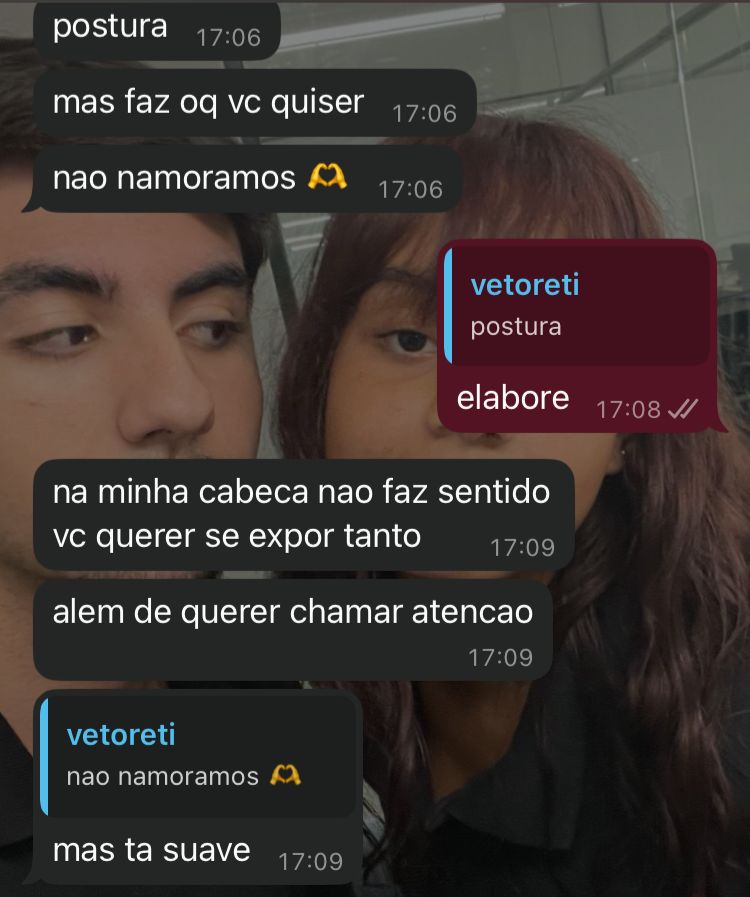 postura 17:06
mas faz oq vc quiser 17:06
nao namoramos 🫶 17:06
vetoreti
postura
elabore 17:08
na minha cabeca nao faz sentido
vc querer se expor tanto 17:09
alem de querer chamar atencao
17:09
vetoreti
nao namoramos 🫶
mas ta suave 17:09